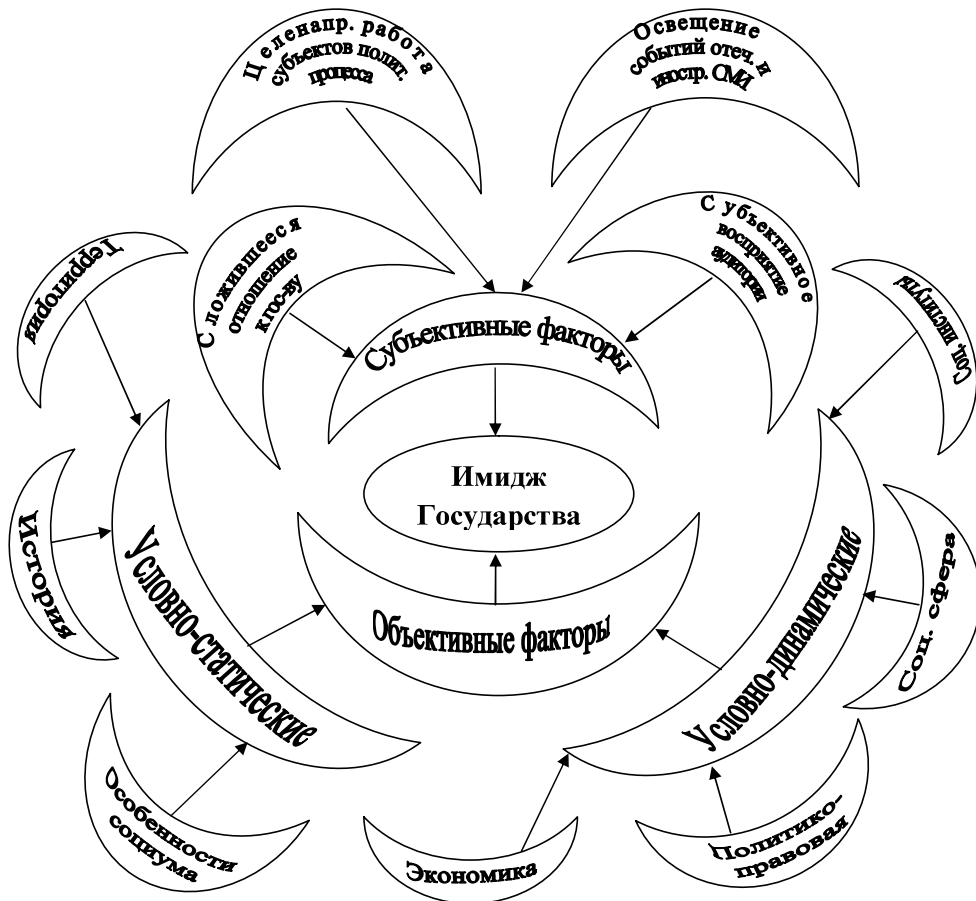 Целенапр. работа
субъектов полит.
процесса
Освещение
событий отеч. и
иностр. СМИ
Сложившееся
отношение
к гос-ву
Субъективное
восприятие
аудитории
Территория
Соц. институты
Субъективные факторы
Имидж
Государства
История
Условно-статические
Объективные факторы
Условно-динамические
Соц. сфера
Особенности
социума
Экономика
Политико-
правовая